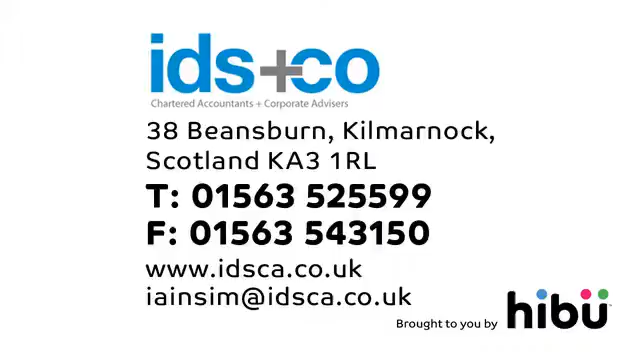 ids+co
Chartered Accountants + Corporate Advisers
38 Beansburn, Kilmarnock,
Scotland KA3 1RL
T: 01563 525599
F: 01563 543150
www.idsca.co.uk
iainsim@idsca.co.uk
Brought to you by hibü